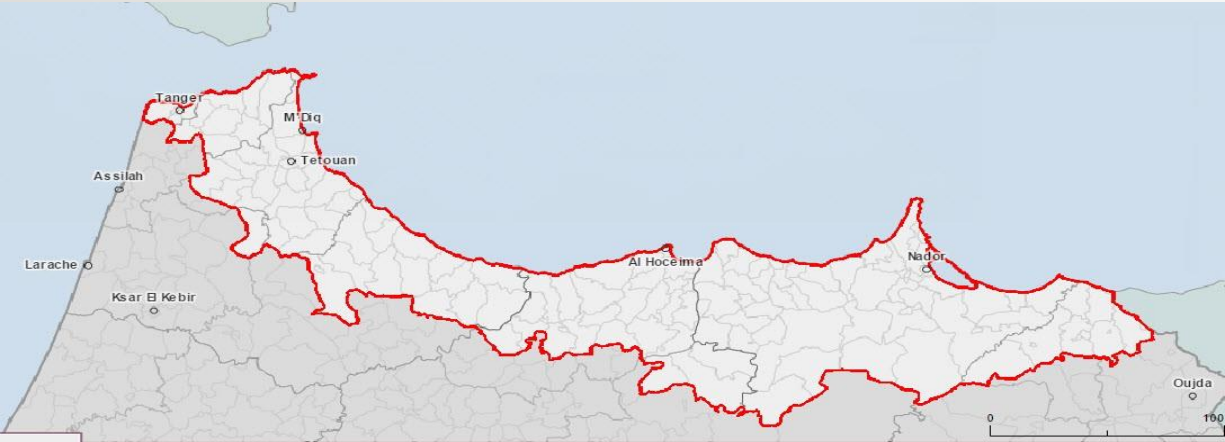 Tanger
M'Diq
Tetouan
Assilah
Larache
Al Hoceima
Nador
Ksar El Kebir
Oujda
0 100